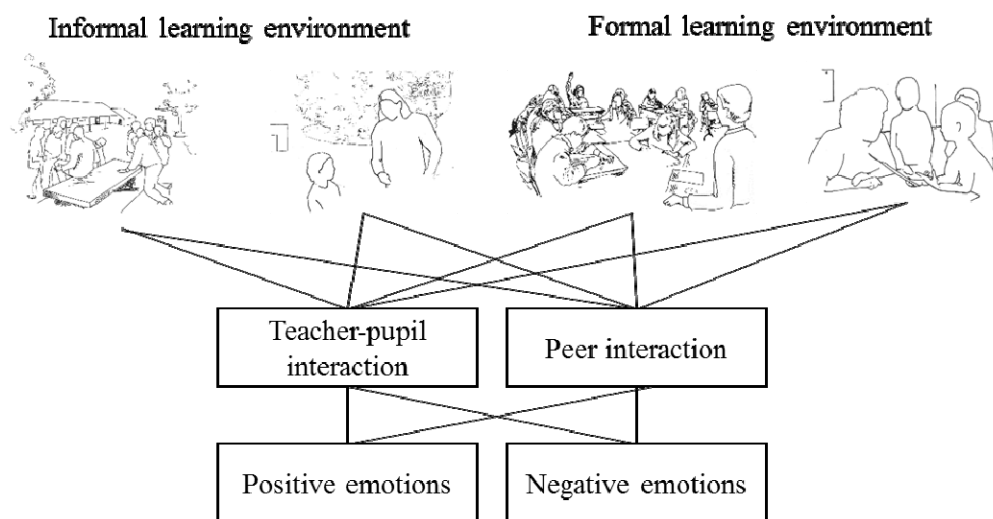 Informal learning environment
Formal learning environment
Teacher-pupil
interaction
Peer interaction
Positive emotions
Negative emotions